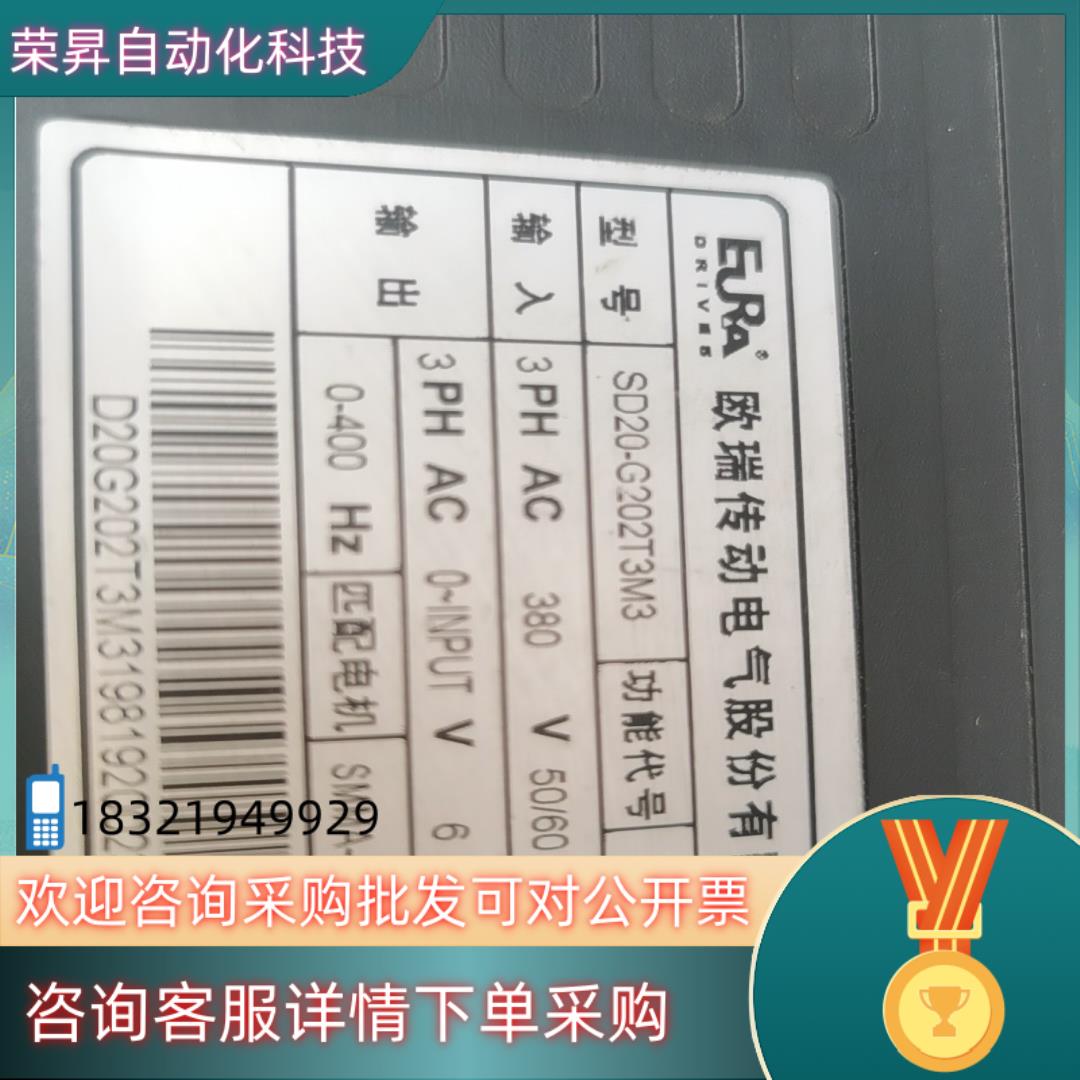 荣昇自动化科技
EURA®
DRIVES
欧瑞传动电气股份有
型号 SD20-G202T3M3 功能代号
输入 3PH AC 380 V 50/60
输出 3PH AC 0~INPUT V 6
0-400 Hz 匹配电机
D220G202T3M3198192
18321949929
欢迎咨询采购批发可对公开票
咨询客服详情下单采购